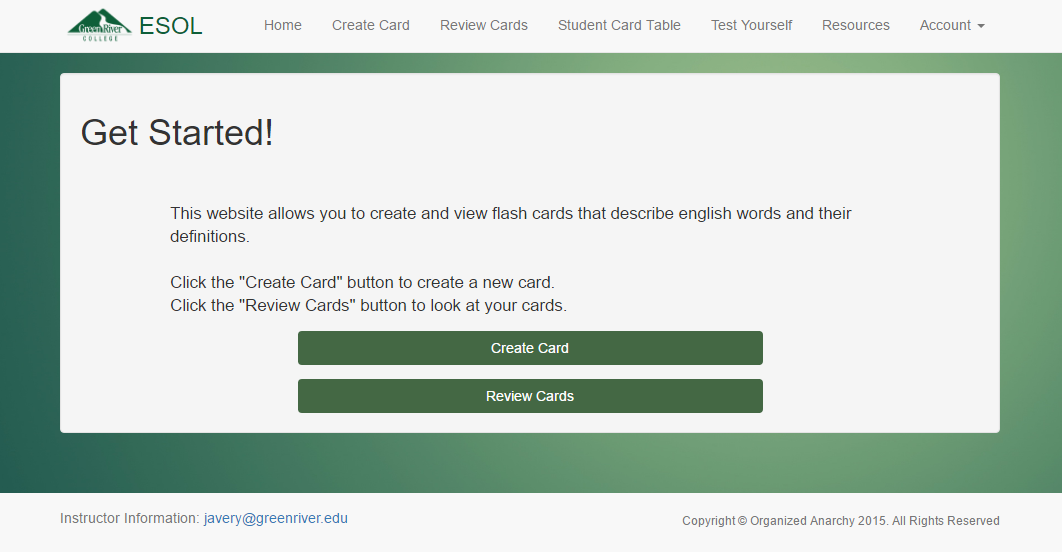 Green River
COLLEGE
ESOL
Home Create Card Review Cards Student Card Table Test Yourself Resources Account
Get Started!
This website allows you to create and view flash cards that describe english words and their
definitions.
Click the "Create Card" button to create a new card.
Click the "Review Cards" button to look at your cards.
Create Card
Review Cards
Instructor Information: javery@greenriver.edu
Copyright © Organized Anarchy 2015. All Rights Reserved